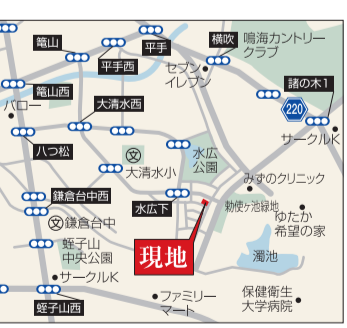 篭山
平手
横吹
鳴海カントリー
クラブ
平手西
セブン
イレブン
諸の木1
篭山西
大清水西
220
バロー
サークルK
八つ松
文
大清水小
水広
公園
みずのクリニック
鎌倉台中西
水広下
勅使ケ池緑地
ゆたか
希望の家
文鎌倉台中
蛭子山
中央公園
現地
濁池
サークルK
ファミリー
マート
保健衛生
大学病院
蛭子山西